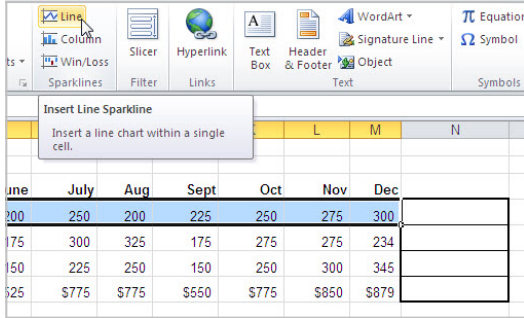 Line
Column
Win/Loss
Sparklines
Slicer
Filter
Hyperlink
Links
A
Text Box
Header & Footer
WordArt
Signature Line
Object
Text
π Equation
Ω Symbol
Symbols
Insert Line Sparkline
Insert a line chart within a single
cell.
L M N
July Aug Sept Oct Nov Dec
250 200 225 250 275 300
300 325 175 275 275 234
225 250 150 250 300 345
$775 $775 $550 $775 $850 $879